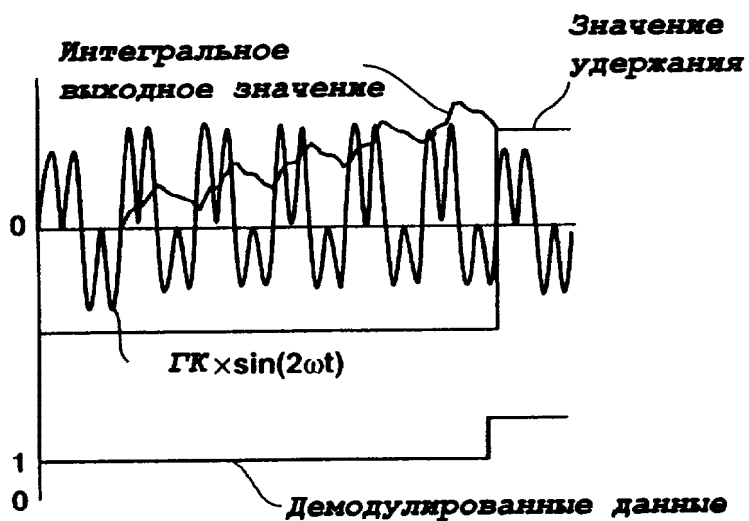 Интегральное
выходное значение
Значение
удержания
0
ГК×sin(2ωt)
1
0
Демодулированные данные